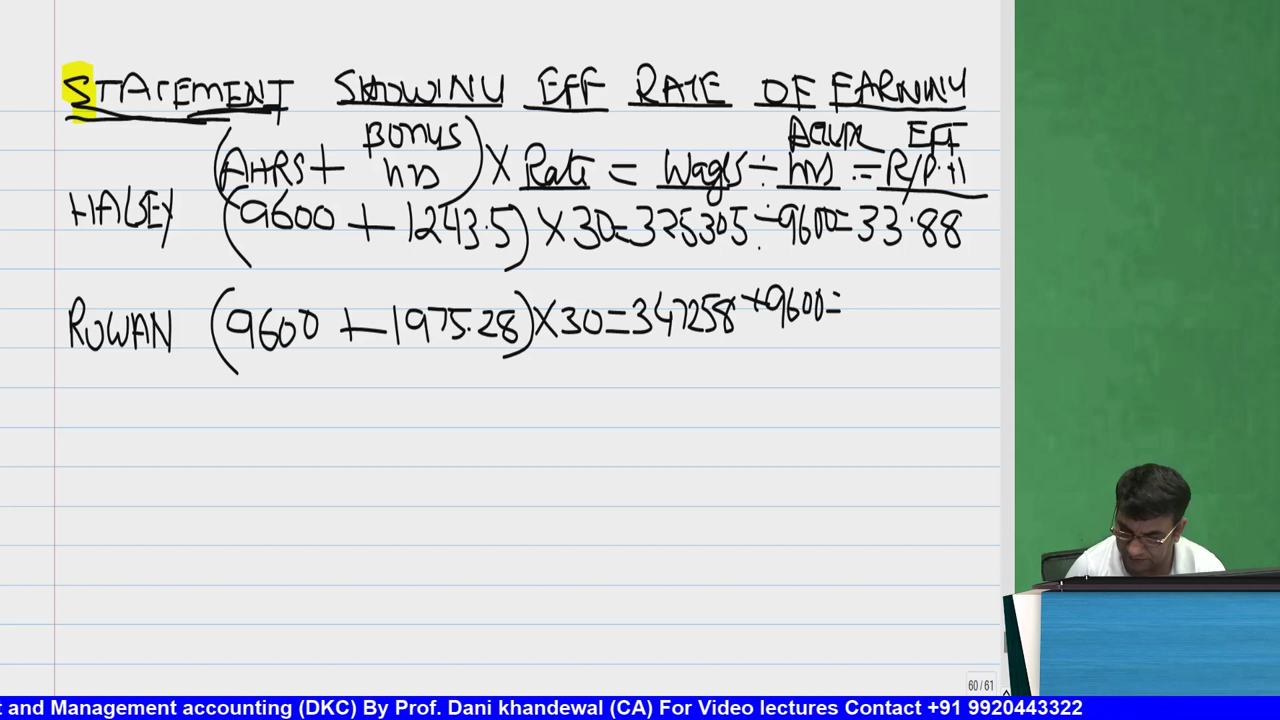 STATEMENT SHOWING EFF RATE OF EARNING
(AHRS + Bonus hrs) × Rate = Wages ÷ Actual hrs = EFF R/P.H
HALSEY (9600 + 1243.5) × 30 = 325305 ÷ 9600 = 33.88
ROWAN (9600 + 1975.28) × 30 = 347258 ÷ 9600 =
60 / 61
t and Management accounting (DKC) By Prof. Dani khandewal (CA) For Video lectures Contact +91 9920443322